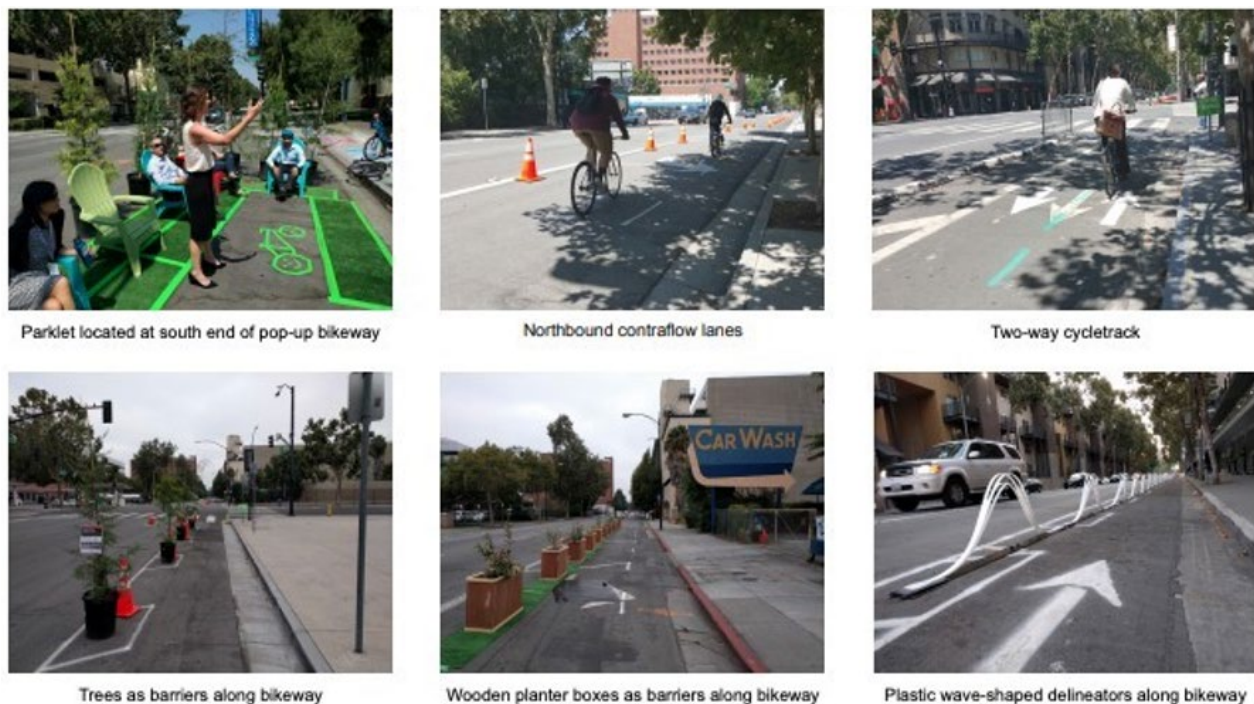 Parklet located at south end of pop-up bikeway
Northbound contraflow lanes
Two-way cycletrack
CAR WASH
Trees as barriers along bikeway
Wooden planter boxes as barriers along bikeway
Plastic wave-shaped delineators along bikeway